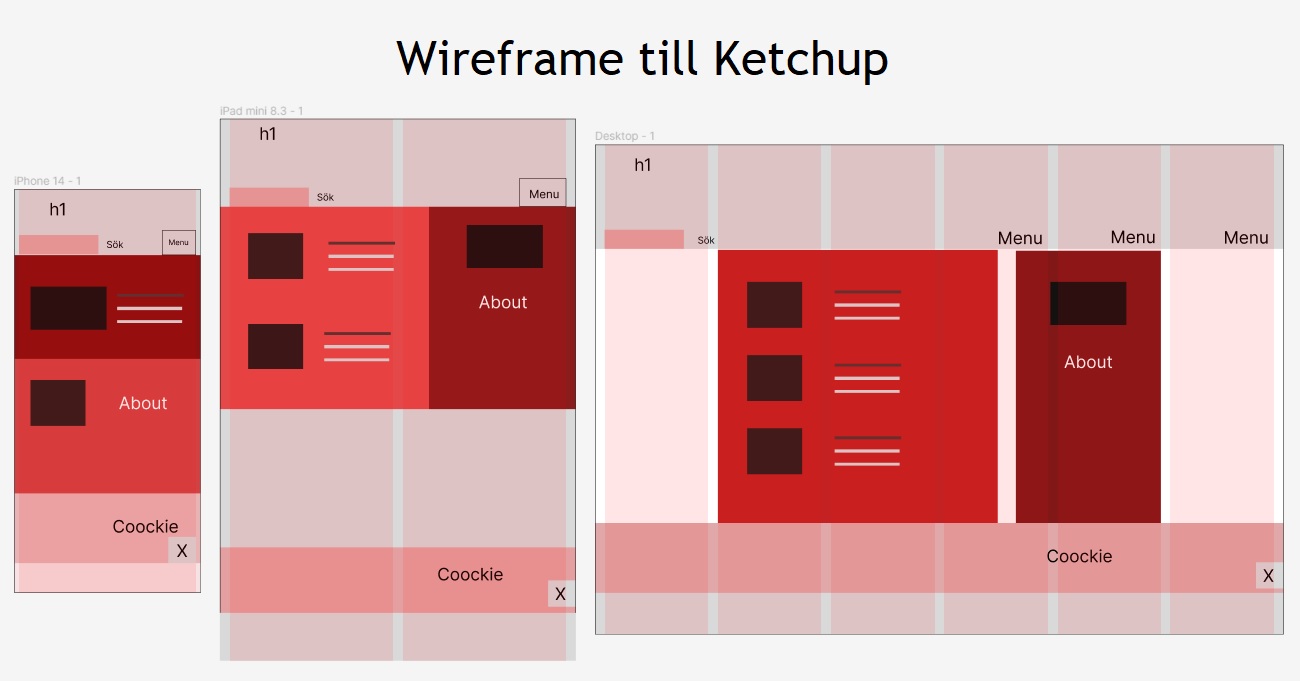 Wireframe till Ketchup
iPhone 14 - 1
h1
Sök
Menu
About
Coockie
X
iPad mini 8.3 - 1
h1
Sök
Menu
About
Coockie
X
Desktop - 1
h1
Sök
Menu Menu Menu
About
Coockie
X